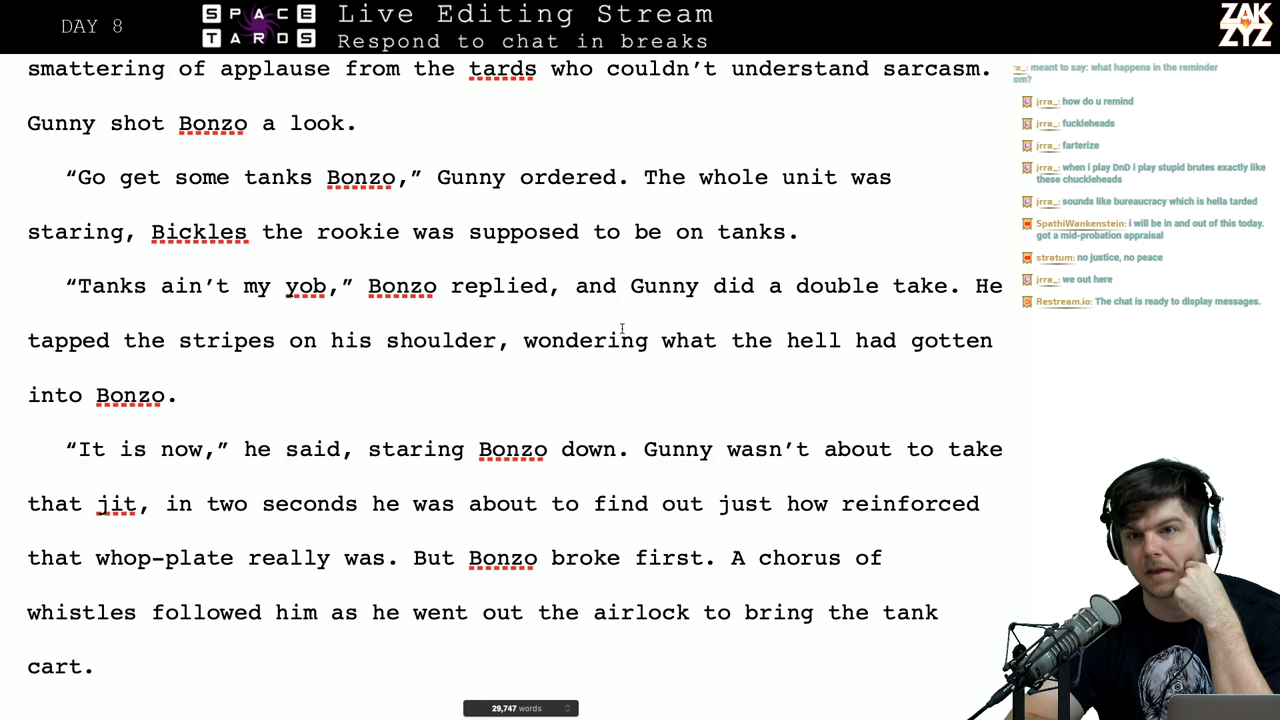 DAY 8
SPACE
TARDS
Live Editing Stream
Respond to chat in breaks
ZAK
ZYZ
smattering of applause from the tards who couldn’t understand sarcasm.
Gunny shot Bonzo a look.
“Go get some tanks Bonzo,” Gunny ordered. The whole unit was
staring, Bickles the rookie was supposed to be on tanks.
“Tanks ain’t my yob,” Bonzo replied, and Gunny did a double take. He
tapped the stripes on his shoulder, wondering what the hell had gotten
into Bonzo.
“It is now,” he said, staring Bonzo down. Gunny wasn’t about to take
that jit, in two seconds he was about to find out just how reinforced
that whop-plate really was. But Bonzo broke first. A chorus of
whistles followed him as he went out the airlock to bring the tank
cart.
29,747 words
ra_: meant to say: what happens in the reminder
om?
jrra_: how do u remind
jrra_: fuckleheads
jrra_: farterize
jrra_: when i play DnD i play stupid brutes exactly like
these chuckleheads
jrra_: sounds like bureaucracy which is hella tarded
SpathiWankenstein: i will be in and out of this today.
got a mid-probation appraisal
stratum: no justice, no peace
jrra_: we out here
Restream.io: The chat is ready to display messages.